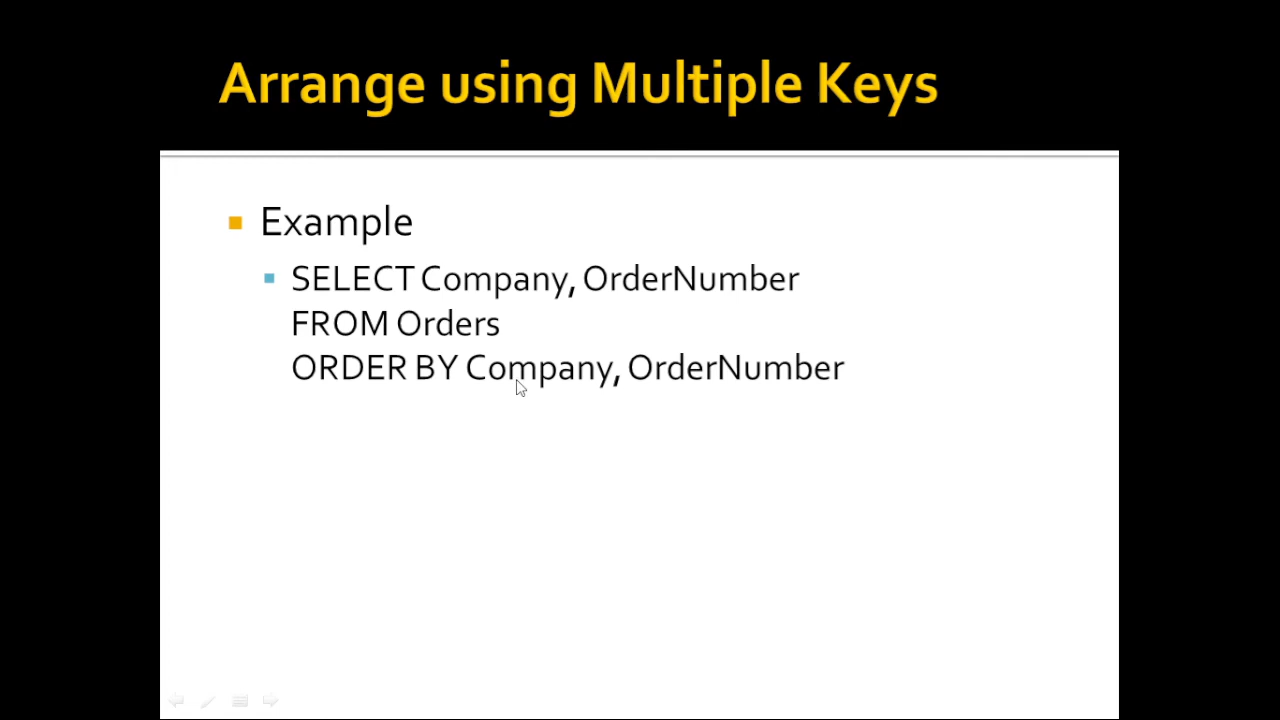 Arrange using Multiple Keys
Example
SELECT Company, OrderNumber
FROM Orders
ORDER BY Company, OrderNumber